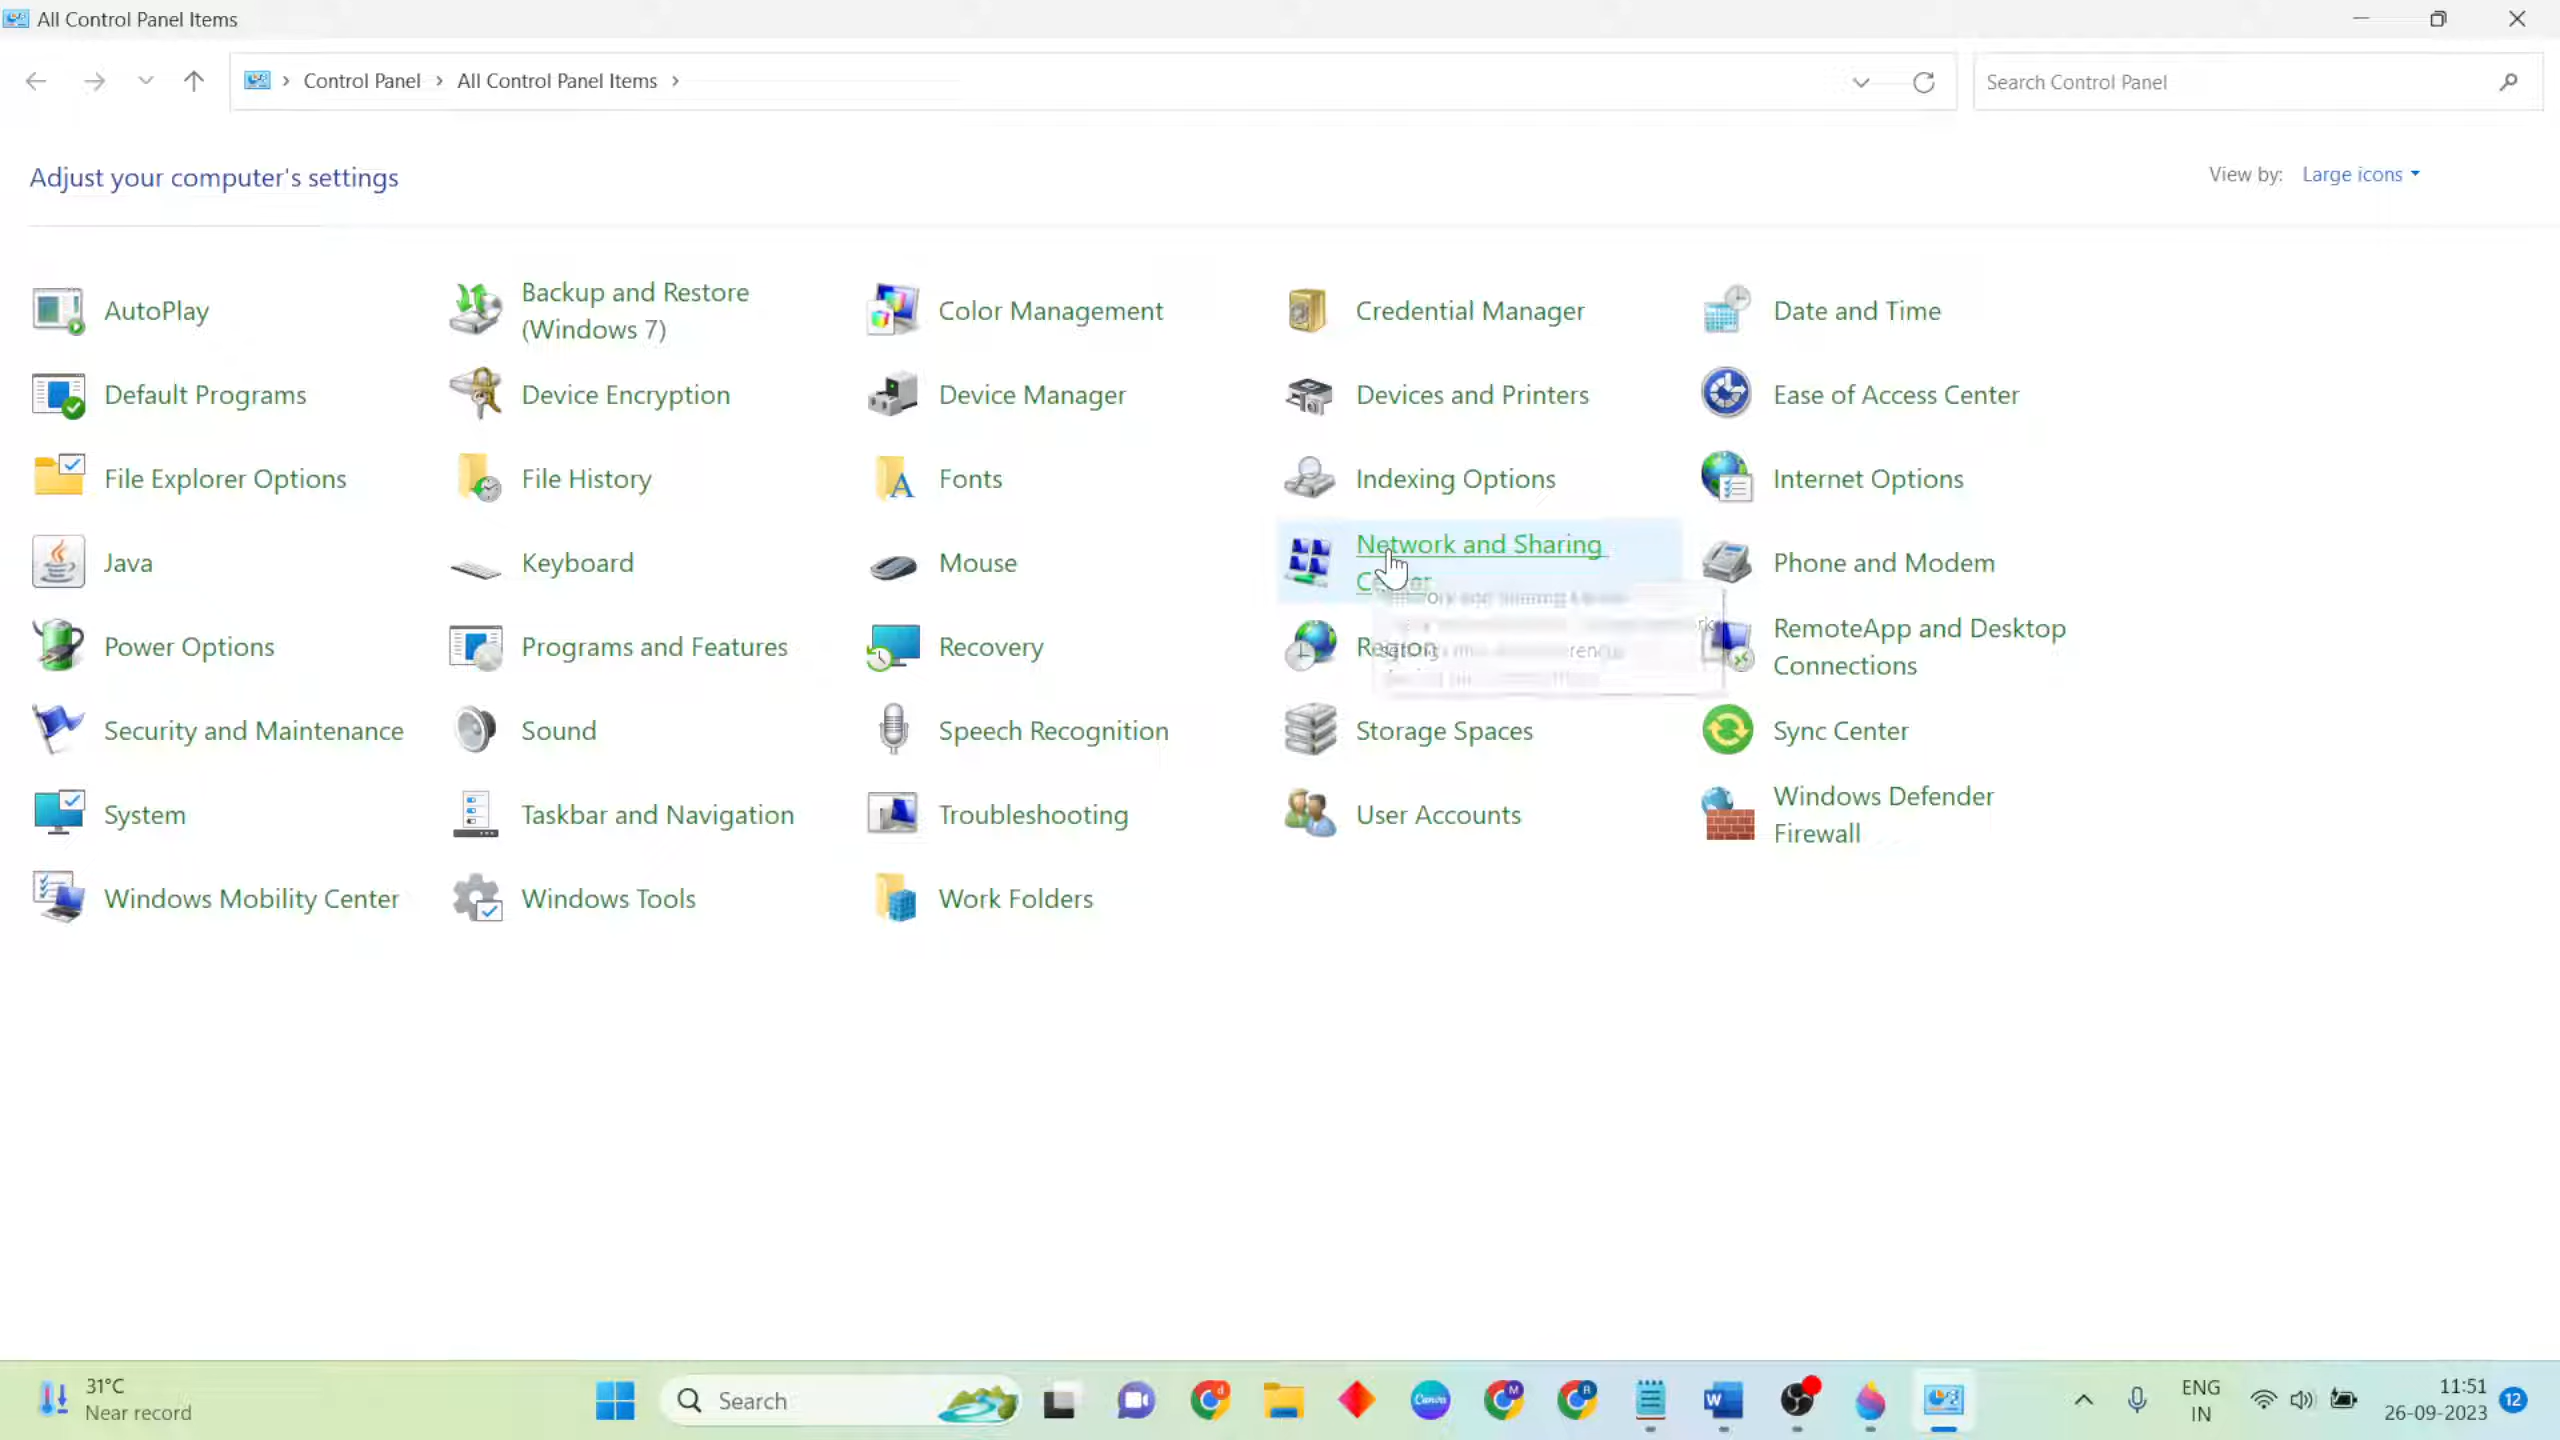 All Control Panel Items
Control Panel
All Control Panel Items
Search Control Panel
Adjust your computer's settings
View by: Large icons
AutoPlay
Backup and Restore
(Windows 7)
Color Management
Credential Manager
Date and Time
Default Programs
Device Encryption
Device Manager
Devices and Printers
Ease of Access Center
File Explorer Options
File History
Fonts
Indexing Options
Internet Options
Java
Keyboard
Mouse
Network and Sharing
Phone and Modem
Power Options
Programs and Features
Recovery
Region
RemoteApp and Desktop
Connections
Security and Maintenance
Sound
Speech Recognition
Storage Spaces
Sync Center
System
Taskbar and Navigation
Troubleshooting
User Accounts
Windows Defender
Firewall
Windows Mobility Center
Windows Tools
Work Folders
31°C
Near record
Search
Canva
ENG
IN
11:51
26-09-2023
12